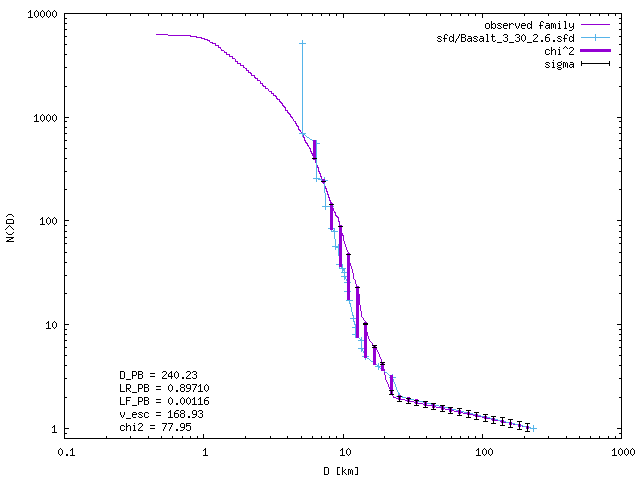 10000
1000
100
10
1
N(>D)
observed family
sfd/Basalt_3_30_2.6.sfd
chi^2
sigma
D_PB = 240.23
LR_PB = 0.89710
LF_PB = 0.00116
v_esc = 168.93
chi2 = 77.95
0.1 1 10 100 1000
D [km]